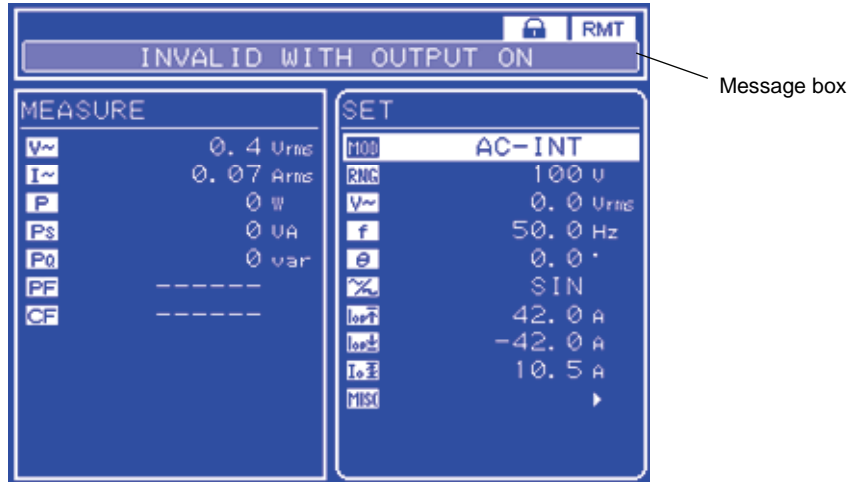 RMT
INVALID WITH OUTPUT ON
Message box
MEASURE
V~ 0.4 Vrms
I~ 0.07 Arms
P 0 W
PS 0 VA
PQ 0 var
PF ------
CF ------
SET
MOD AC-INT
RNG 100 V
V~ 0.0 Vrms
f 50.0 Hz
θ 0.0 °
SIN
42.0 A
-42.0 A
10.5 A
MISC